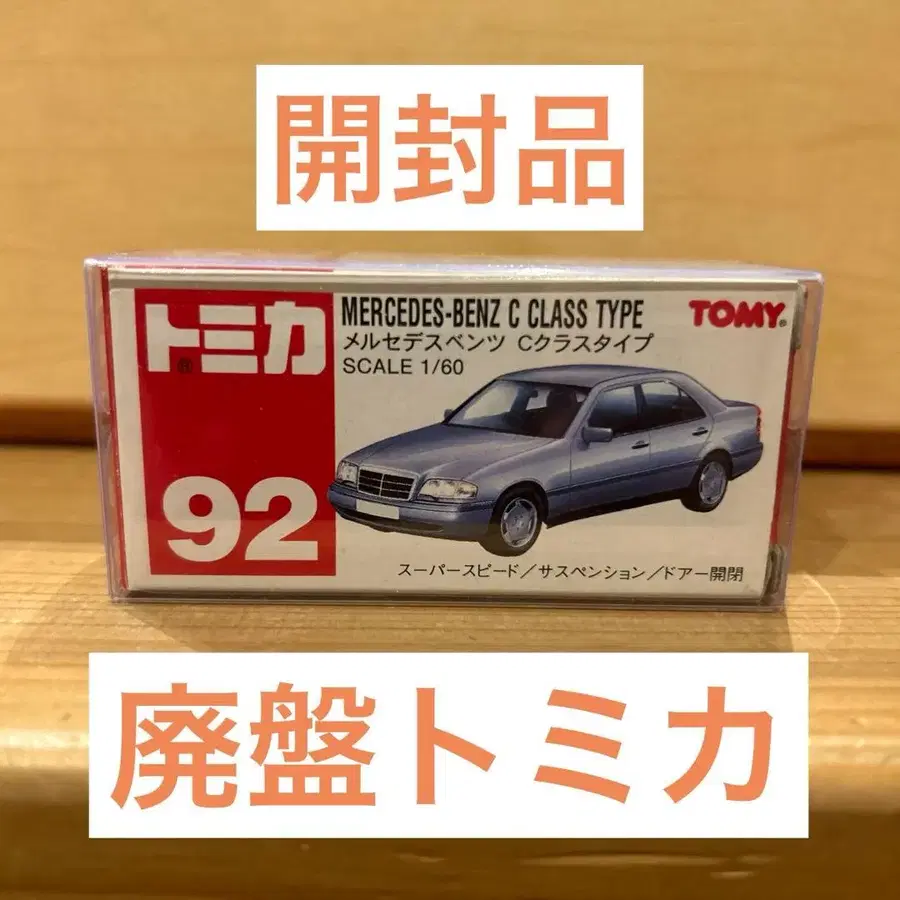 開封品
トミカ
MERCEDES-BENZ C CLASS TYPE
TOMY
メルセデスベンツ Cクラスタイプ
SCALE 1/60
92
スーパースピード/サスペンション/ドアー開閉
廃盤トミカ